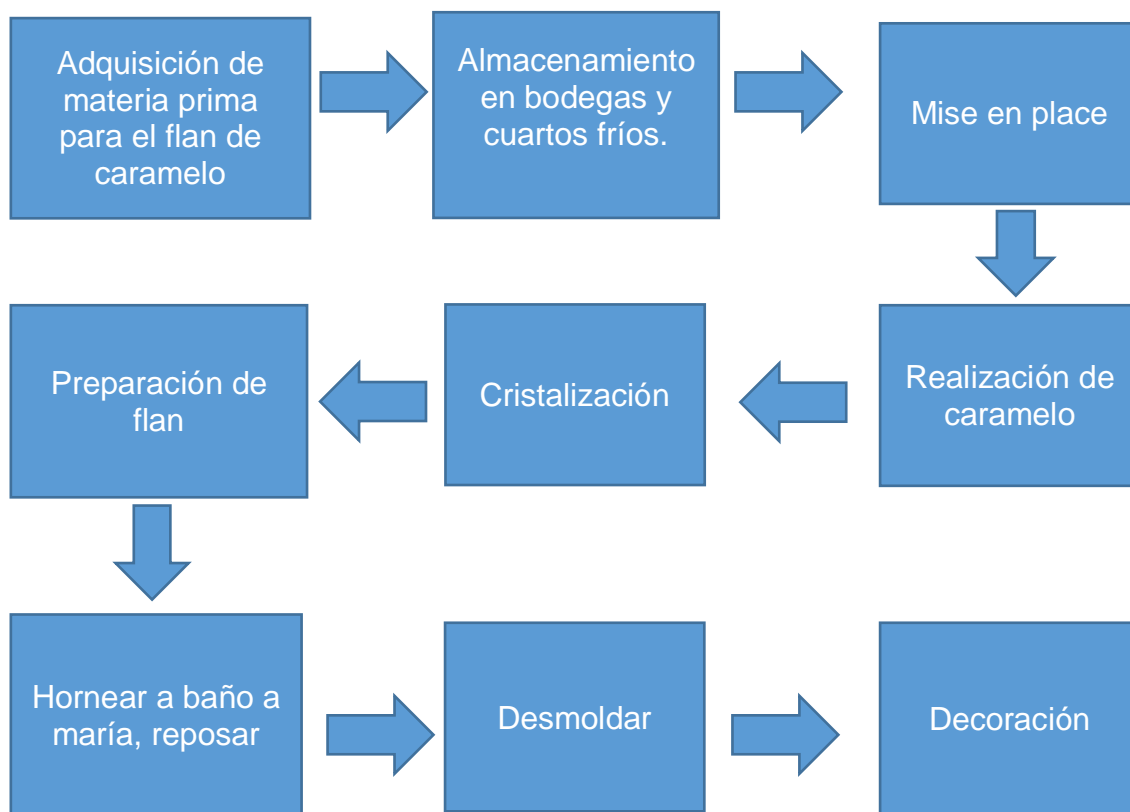 Adquisición de
materia prima
para el flan de
caramelo
Almacenamiento
en bodegas y
cuartos fríos.
Mise en place
Realización de
caramelo
Cristalización
Preparación de
flan
Hornear a baño a
maría, reposar
Desmoldar
Decoración